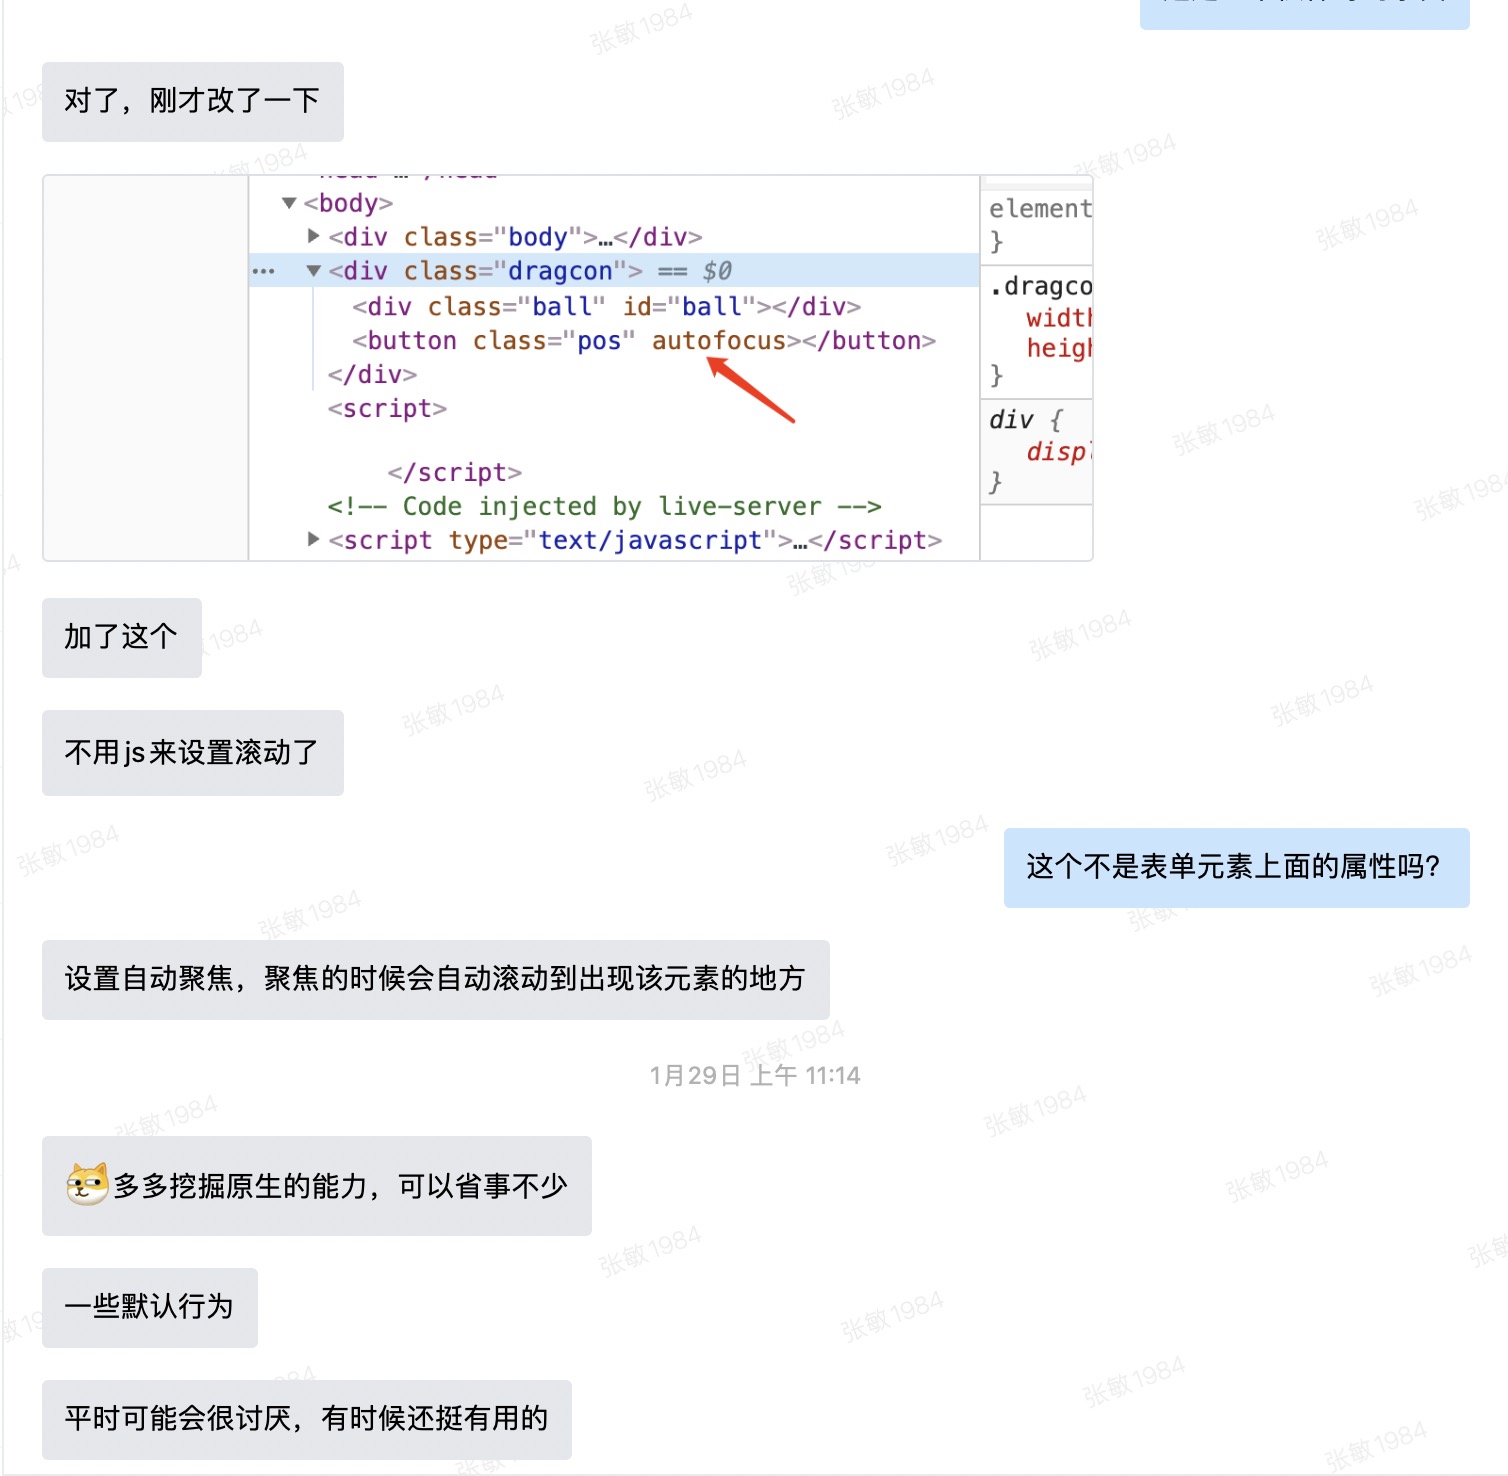 对了，刚才改了一下
▼<body>
▶<div class="body">…</div>
… ▼<div class="dragcon"> == $0
<div class="ball" id="ball"></div>
<button class="pos" autofocus></button>
</div>
<script>
</script>
<!-- Code injected by live-server -->
▶<script type="text/javascript">…</script>
element
}
.dragco
width
heigh
}
div {
displ
}
加了这个
不用js来设置滚动了
这个不是表单元素上面的属性吗？
设置自动聚焦，聚焦的时候会自动滚动到出现该元素的地方
1月29日 上午 11:14
多多挖掘原生的能力，可以省事不少
一些默认行为
平时可能会很讨厌，有时候还挺有用的
张敏1984